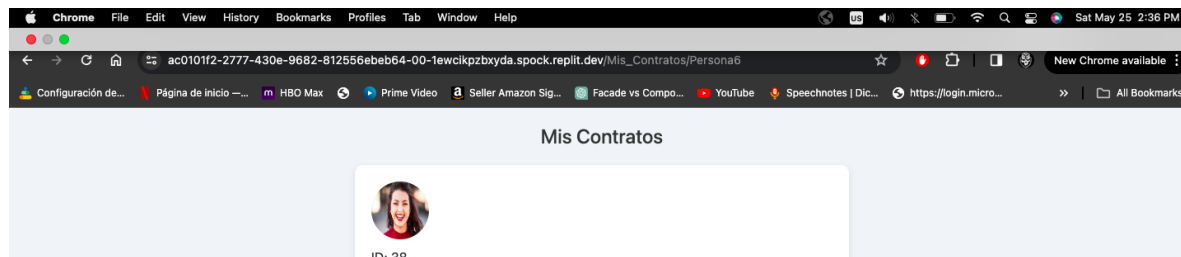 Chrome File Edit View History Bookmarks Profiles Tab Window Help US Sat May 25 2:36 PM
ac0101f2-2777-430e-9682-812556ebeb64-00-1ewcikpzbxyda.spock.replit.dev/Mis_Contratos/Persona6 New Chrome available
Configuración de... Página de inicio —... HBO Max Prime Video Seller Amazon Sig... Facade vs Compo... YouTube Speechnotes | Dic... https://login.micro... » All Bookmarks
Mis Contratos
ID: 38